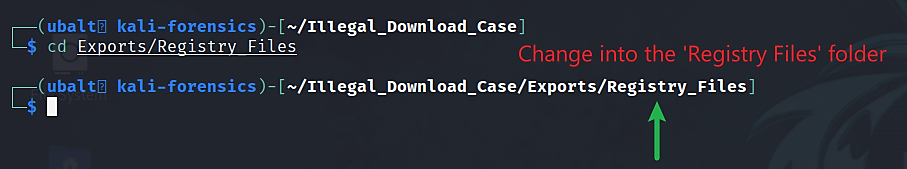 ┌──(ubalt㉿ kali-forensics)-[~/Illegal_Download_Case]
└─$ cd Exports/Registry_Files
Change into the 'Registry Files' folder
┌──(ubalt㉿ kali-forensics)-[~/Illegal_Download_Case/Exports/Registry_Files]
└─$